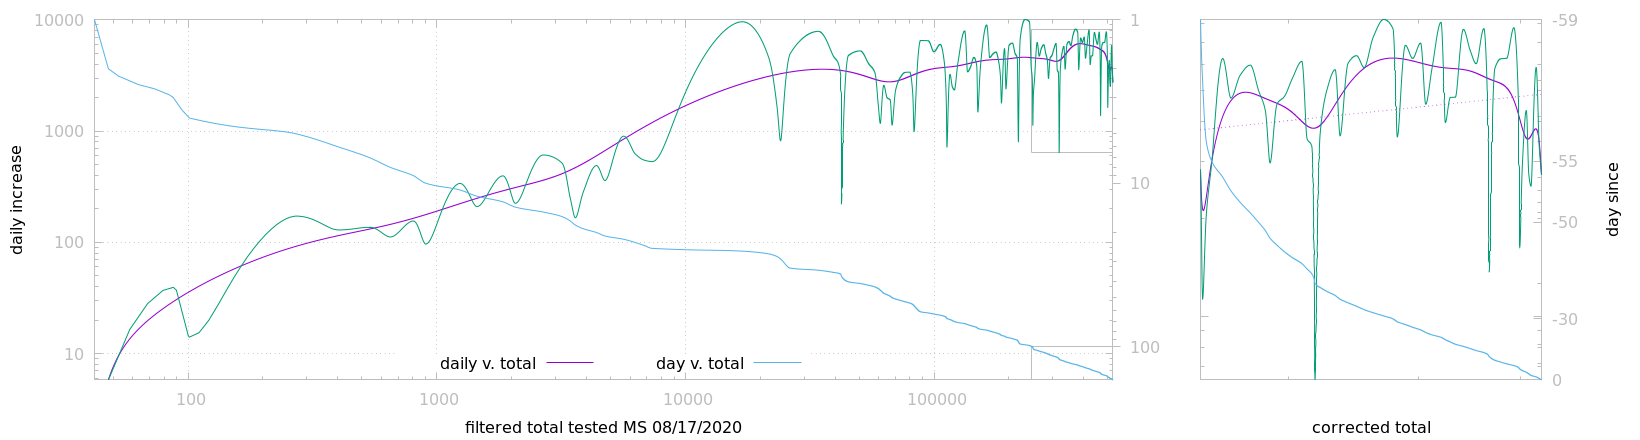 10000
1000
100
10
daily increase
100
1000
10000
100000
filtered total tested MS 08/17/2020
daily v. total
day v. total
1
10
100
-59
-55
-50
-30
0
day since
corrected total